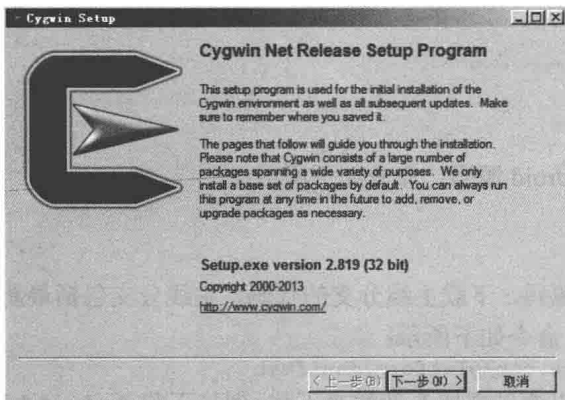 Cygwin Setup
Cygwin Net Release Setup Program
This setup program is used for the initial installation of the
Cygwin environment as well as all subsequent updates. Make
sure to remember where you saved it.
The pages that follow will guide you through the installation.
Please note that Cygwin consists of a large number of
packages spanning a wide variety of purposes. We only
install a base set of packages by default. You can always run
this program at any time in the future to add, remove, or
upgrade packages as necessary.
Setup.exe version 2.819 (32 bit)
Copyright 2000-2013
http://www.cygwin.com/
< 上一步(B) 下一步(N) > 取消